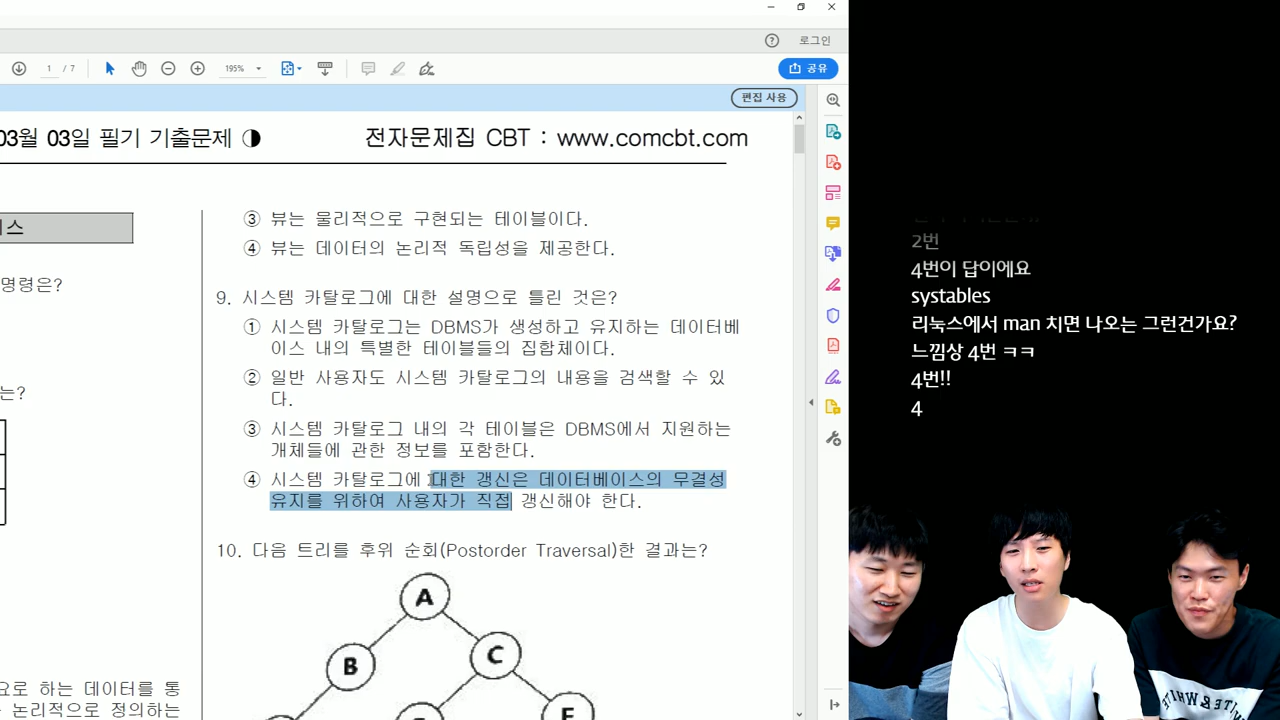 로그인
1 / 7
195%
공유
편집 사용
03월 03일 필기 기출문제
전자문제집 CBT : www.comcbt.com
스
명령은?
는?
요로 하는 데이터를 통
논리적으로 정의하는
③ 뷰는 물리적으로 구현되는 테이블이다.
④ 뷰는 데이터의 논리적 독립성을 제공한다.
9. 시스템 카탈로그에 대한 설명으로 틀린 것은?
① 시스템 카탈로그는 DBMS가 생성하고 유지하는 데이터베
이스 내의 특별한 테이블들의 집합체이다.
② 일반 사용자도 시스템 카탈로그의 내용을 검색할 수 있
다.
③ 시스템 카탈로그 내의 각 테이블은 DBMS에서 지원하는
개체들에 관한 정보를 포함한다.
④ 시스템 카탈로그에 대한 갱신은 데이터베이스의 무결성
유지를 위하여 사용자가 직접 갱신해야 한다.
10. 다음 트리를 후위 순회(Postorder Traversal)한 결과는?
A
B
C
2번
4번이 답이에요
systables
리눅스에서 man 치면 나오는 그런건가요?
느낌상 4번 ㅋㅋ
4번!!
4